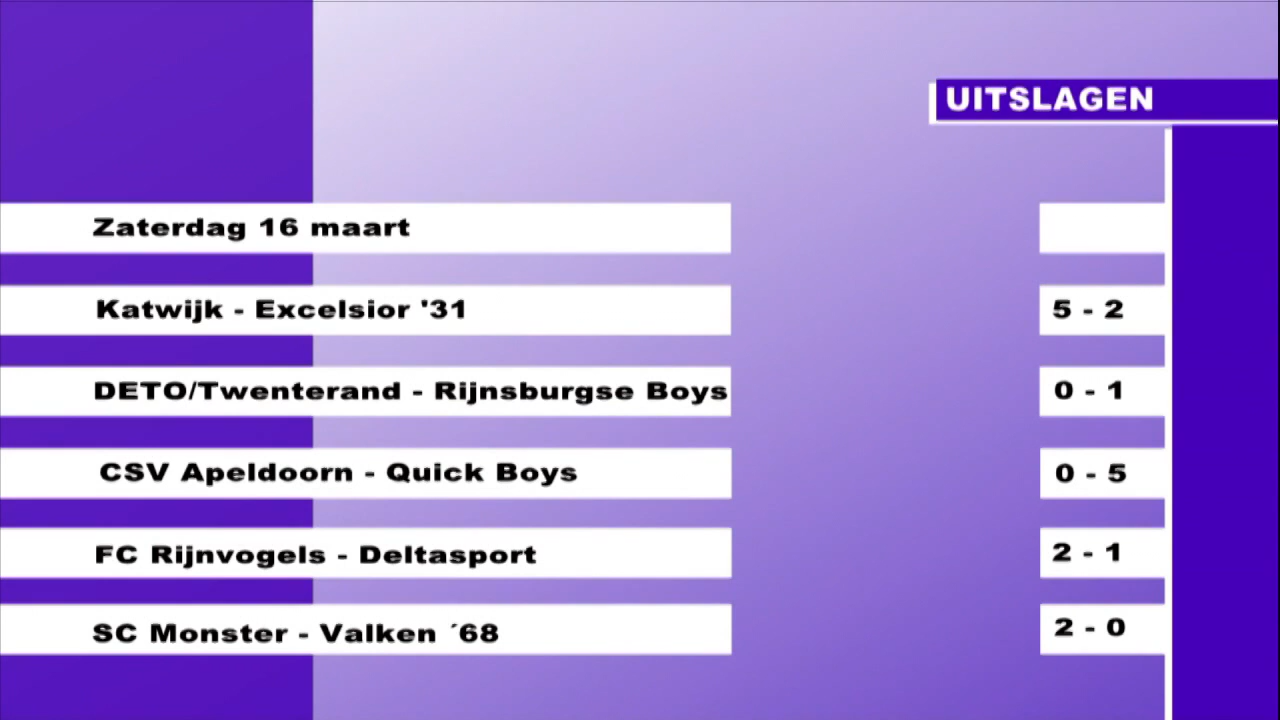 UITSLAGEN
Zaterdag 16 maart
Katwijk - Excelsior '31 5 - 2
DETO/Twenterand - Rijnsburgse Boys 0 - 1
CSV Apeldoorn - Quick Boys 0 - 5
FC Rijnvogels - Deltasport 2 - 1
SC Monster - Valken ´68 2 - 0